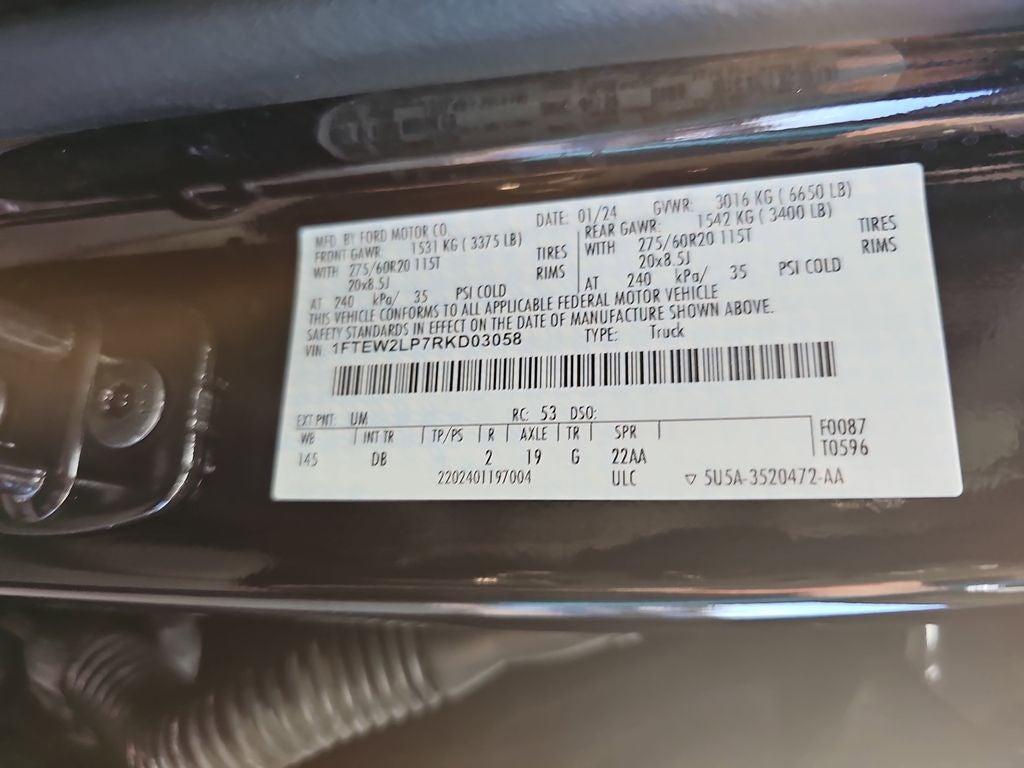 MFD. BY FORD MOTOR CO. DATE: 01/24 GVWR: 3016 KG ( 6650 LB)
FRONT GAWR: 1531 KG ( 3375 LB) REAR GAWR: 1542 KG ( 3400 LB)
WITH 275/60R20 115T TIRES WITH 275/60R20 115T TIRES
20x8.5J RIMS 20x8.5J RIMS
AT 240 kPa/ 35 PSI COLD AT 240 kPa/ 35 PSI COLD
THIS VEHICLE CONFORMS TO ALL APPLICABLE FEDERAL MOTOR VEHICLE
SAFETY STANDARDS IN EFFECT ON THE DATE OF MANUFACTURE SHOWN ABOVE.
VIN: 1FTEW2LP7RKD03058 TYPE: Truck
EXT PNT: UM RC: 53 DSO:
WB INT TR TP/PS R AXLE TR SPR F0087
145 DB 2 19 G 22AA T0596
2202401197004 ULC ▽ 5U5A-3520472-AA